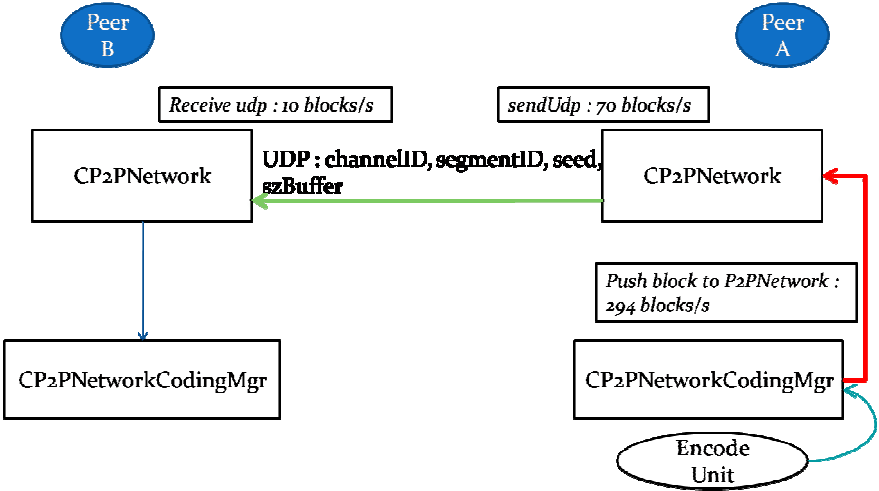 Peer
B
Peer
A
Receive udp : 10 blocks/s
sendUdp : 70 blocks/s
CP2PNetwork
UDP : channelID, segmentID, seed,
szBuffer
CP2PNetwork
Push block to P2PNetwork :
294 blocks/s
CP2PNetworkCodingMgr
CP2PNetworkCodingMgr
Encode
Unit